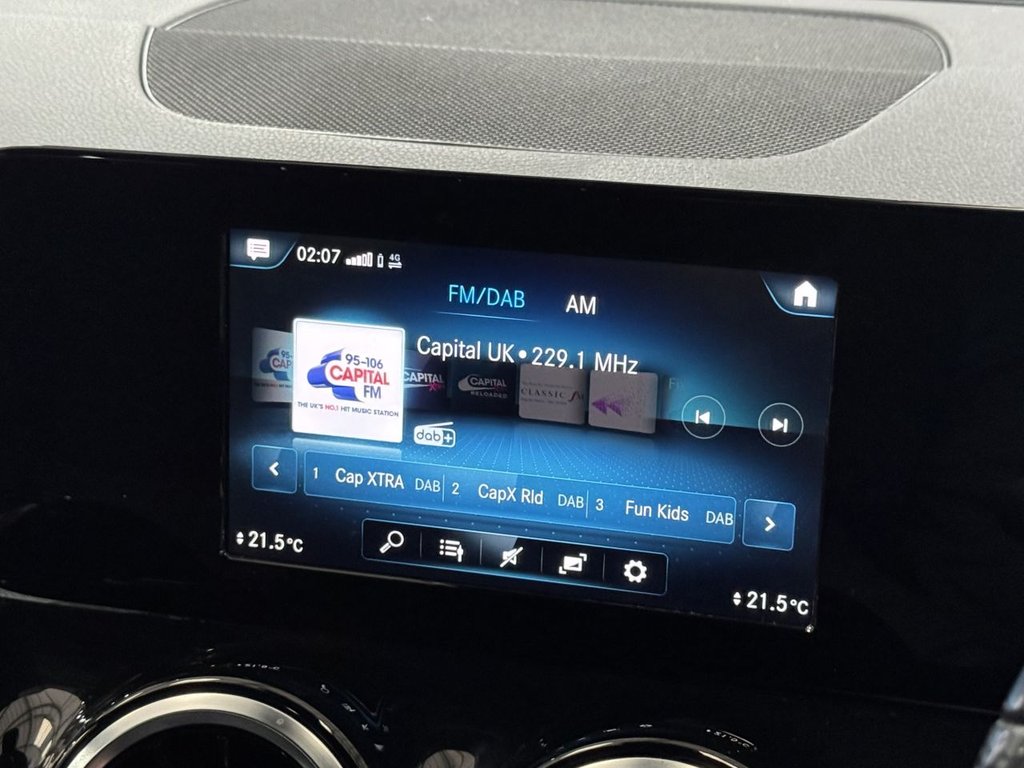 02:07 4G
FM/DAB AM
Capital UK • 229.1 MHz
95-106
CAPITAL
FM
THE UK'S NO.1 HIT MUSIC STATION
CAPITAL
CAPITAL
RELOADED
CLASSIC fM
dab+
1 Cap XTRA DAB 2 CapX Rld DAB 3 Fun Kids DAB
21.5°C
21.5°C